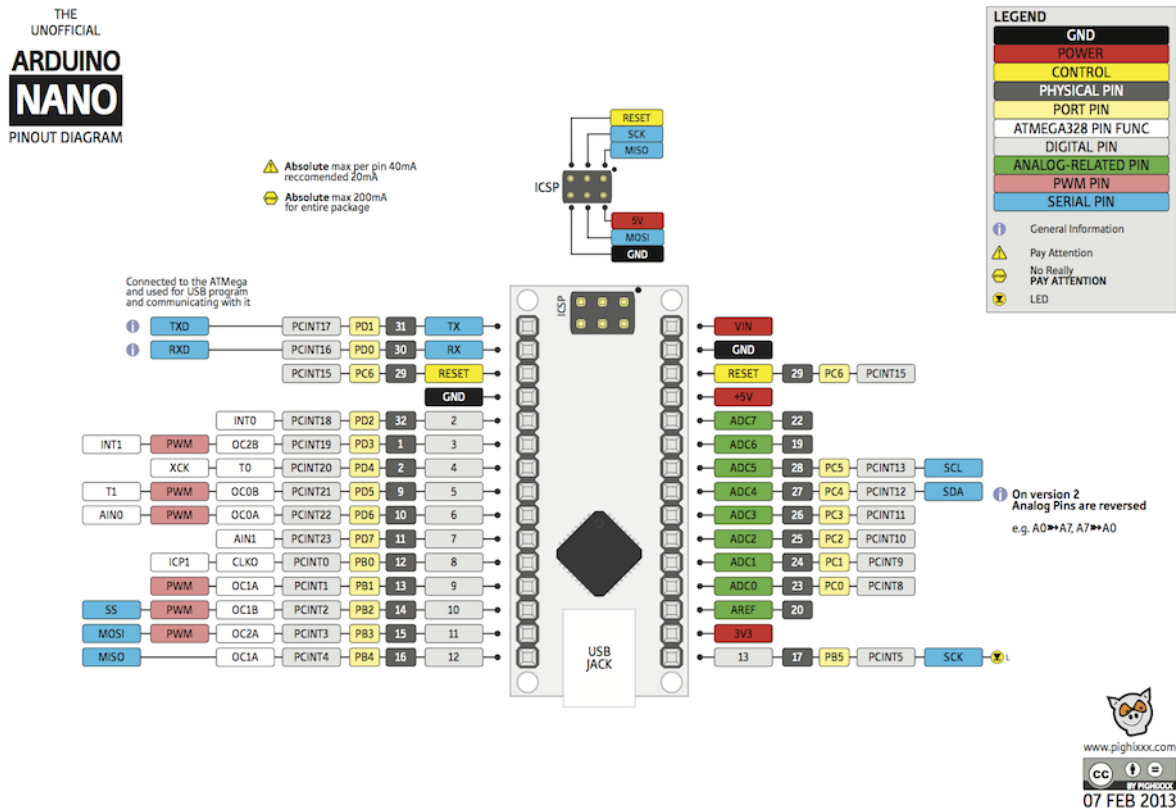 THE
UNOFFICIAL
ARDUINO
NANO
PINOUT DIAGRAM
LEGEND
GND
POWER
CONTROL
PHYSICAL PIN
PORT PIN
ATMEGA328 PIN FUNC
DIGITAL PIN
ANALOG-RELATED PIN
PWM PIN
SERIAL PIN
General Information
Pay Attention
No Really
PAY ATTENTION
LED
Absolute max per pin 40mA
reccomended 20mA
Absolute max 200mA
for entire package
RESET
SCK
MISO
ICSP
5V
MOSI
GND
Connected to the ATMega
and used for USB program
and communicating with it
ICSP
TXD PCINT17 PD1 31 TX
RXD PCINT16 PD0 30 RX
PCINT15 PC6 29 RESET
GND
INT0 PCINT18 PD2 32 2
INT1 PWM OC2B PCINT19 PD3 1 3
XCK T0 PCINT20 PD4 2 4
T1 PWM OC0B PCINT21 PD5 9 5
AIN0 PWM OC0A PCINT22 PD6 10 6
AIN1 PCINT23 PD7 11 7
ICP1 CLKO PCINT0 PB0 12 8
PWM OC1A PCINT1 PB1 13 9
SS PWM OC1B PCINT2 PB2 14 10
MOSI PWM OC2A PCINT3 PB3 15 11
MISO OC1A PCINT4 PB4 16 12
USB
JACK
VIN
GND
RESET 29 PC6 PCINT15
+5V
ADC7 22
ADC6 19
ADC5 28 PC5 PCINT13 SCL
ADC4 27 PC4 PCINT12 SDA
ADC3 26 PC3 PCINT11
ADC2 25 PC2 PCINT10
ADC1 24 PC1 PCINT9
ADC0 23 PC0 PCINT8
AREF 20
3V3
13 17 PB5 PCINT5 SCK L
On version 2
Analog Pins are reversed
e.g. A0➽A7, A7➽A0
www.pighixxx.com
cc
BY PIGHIXXX
07 FEB 2013